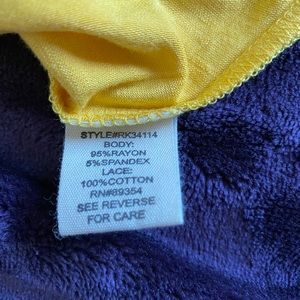 STYLE#RK34114
BODY:
95%RAYON
5%SPANDEX
LACE:
100%COTTON
RN#89354
SEE REVERSE
FOR CARE